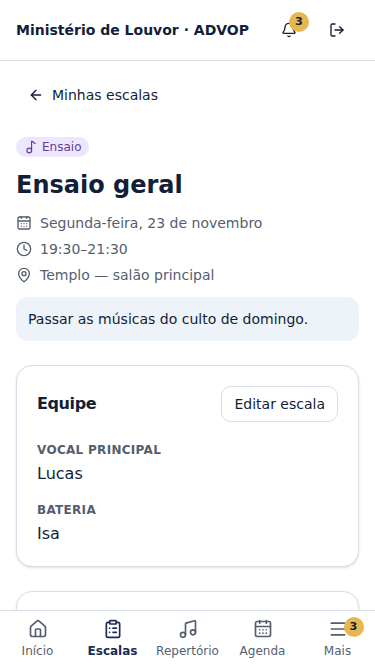 Ministério de Louvor · ADVOP
3
Minhas escalas
Ensaio
Ensaio geral
Segunda-feira, 23 de novembro
19:30–21:30
Templo — salão principal
Passar as músicas do culto de domingo.
Equipe
Editar escala
VOCAL PRINCIPAL
Lucas
BATERIA
Isa
3
Início
Escalas
Repertório
Agenda
Mais